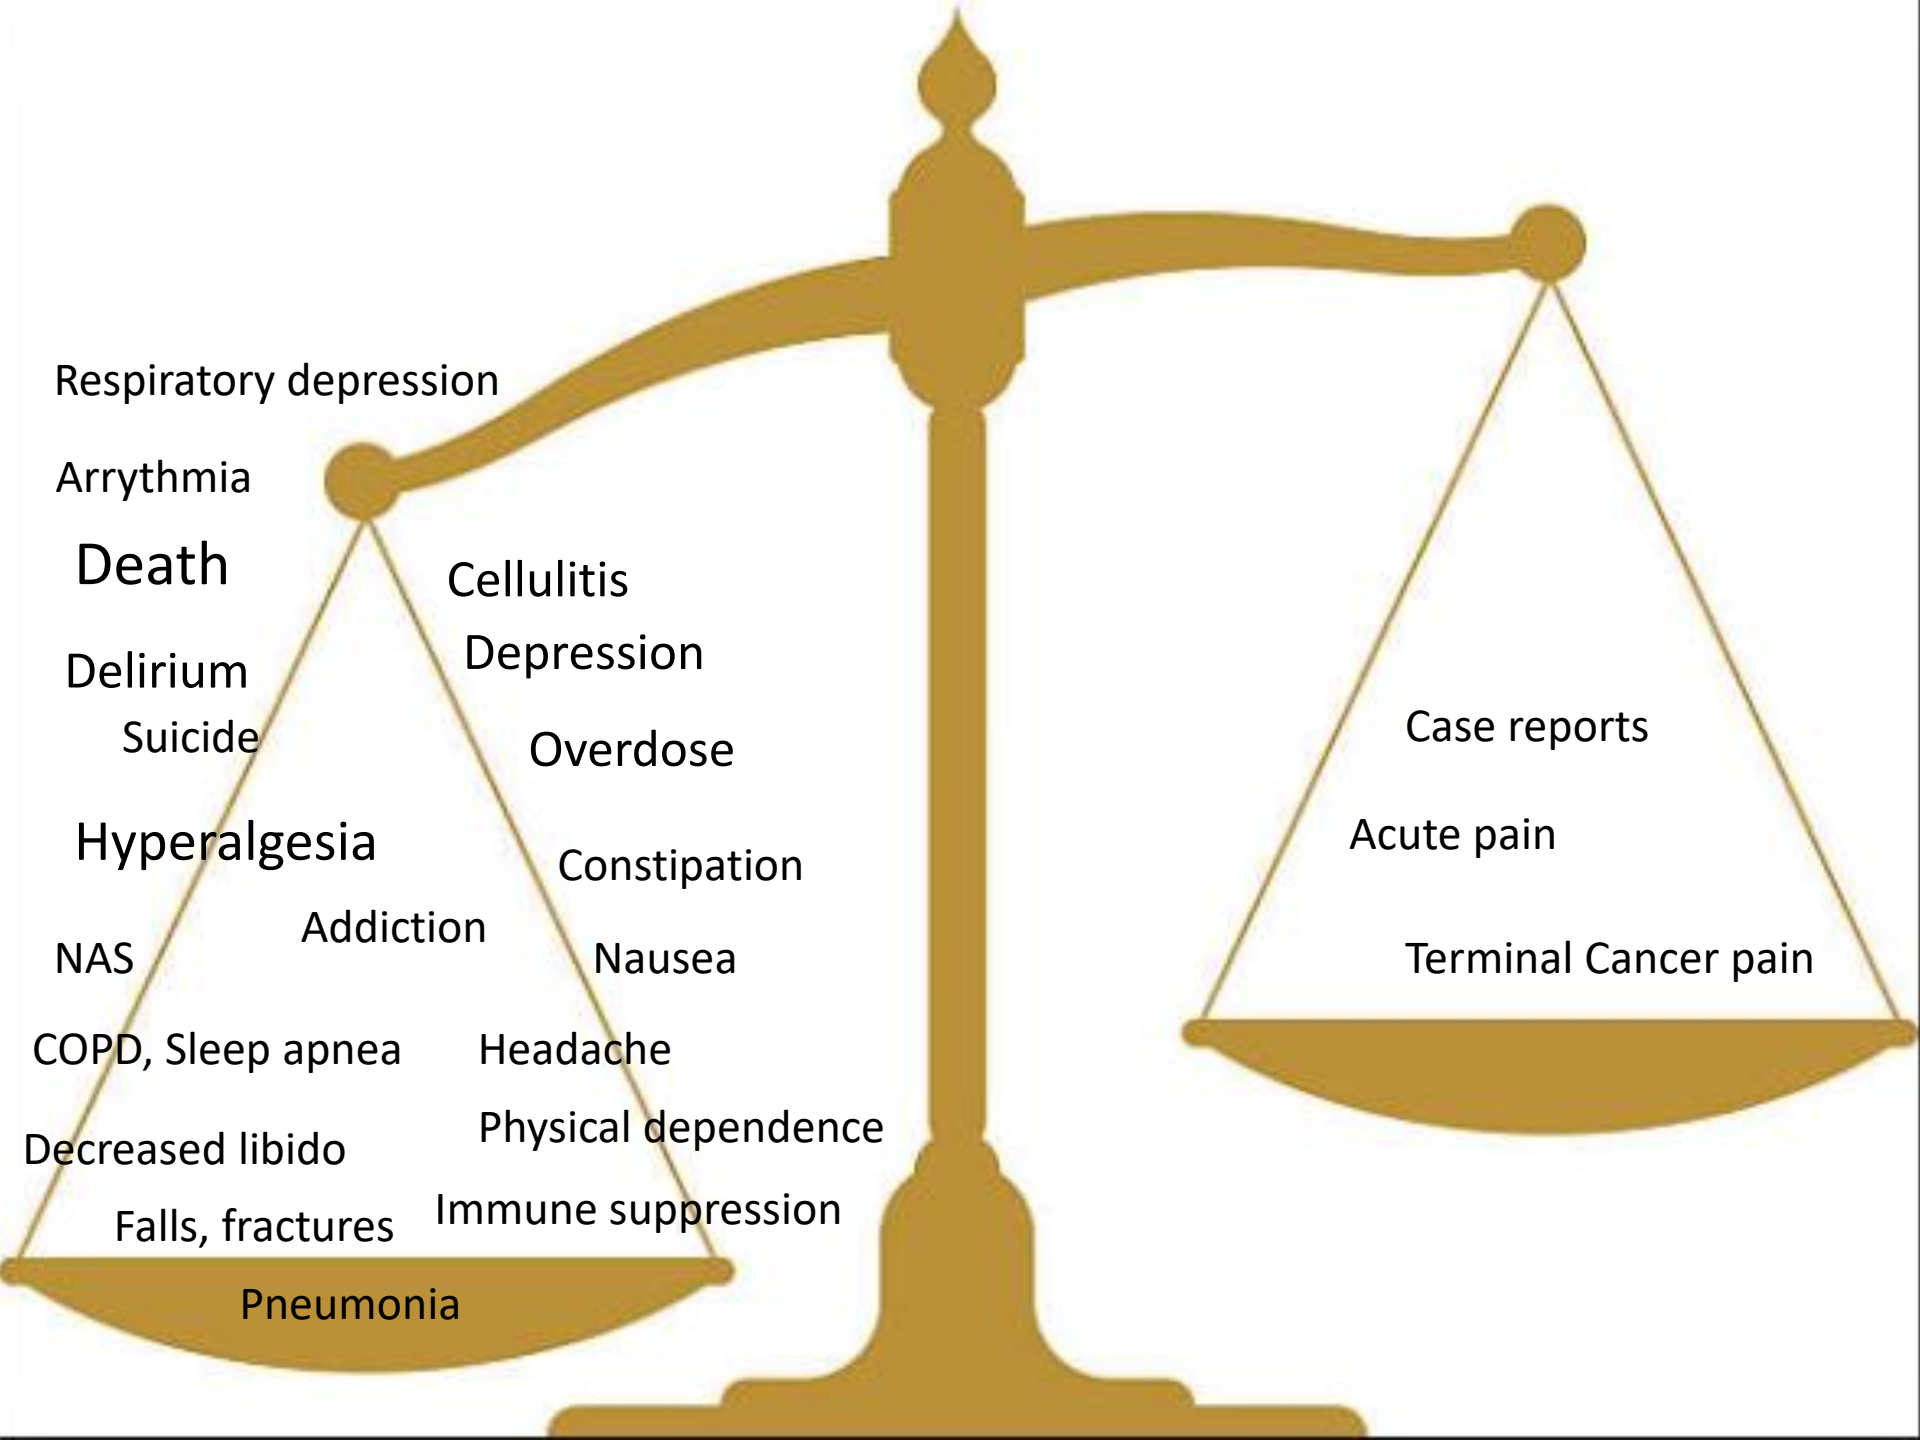 Respiratory depression
Arrythmia
Death
Cellulitis
Depression
Delirium
Suicide
Overdose
Hyperalgesia
Constipation
Addiction
NAS
Nausea
COPD, Sleep apnea
Headache
Physical dependence
Decreased libido
Immune suppression
Falls, fractures
Pneumonia
Case reports
Acute pain
Terminal Cancer pain